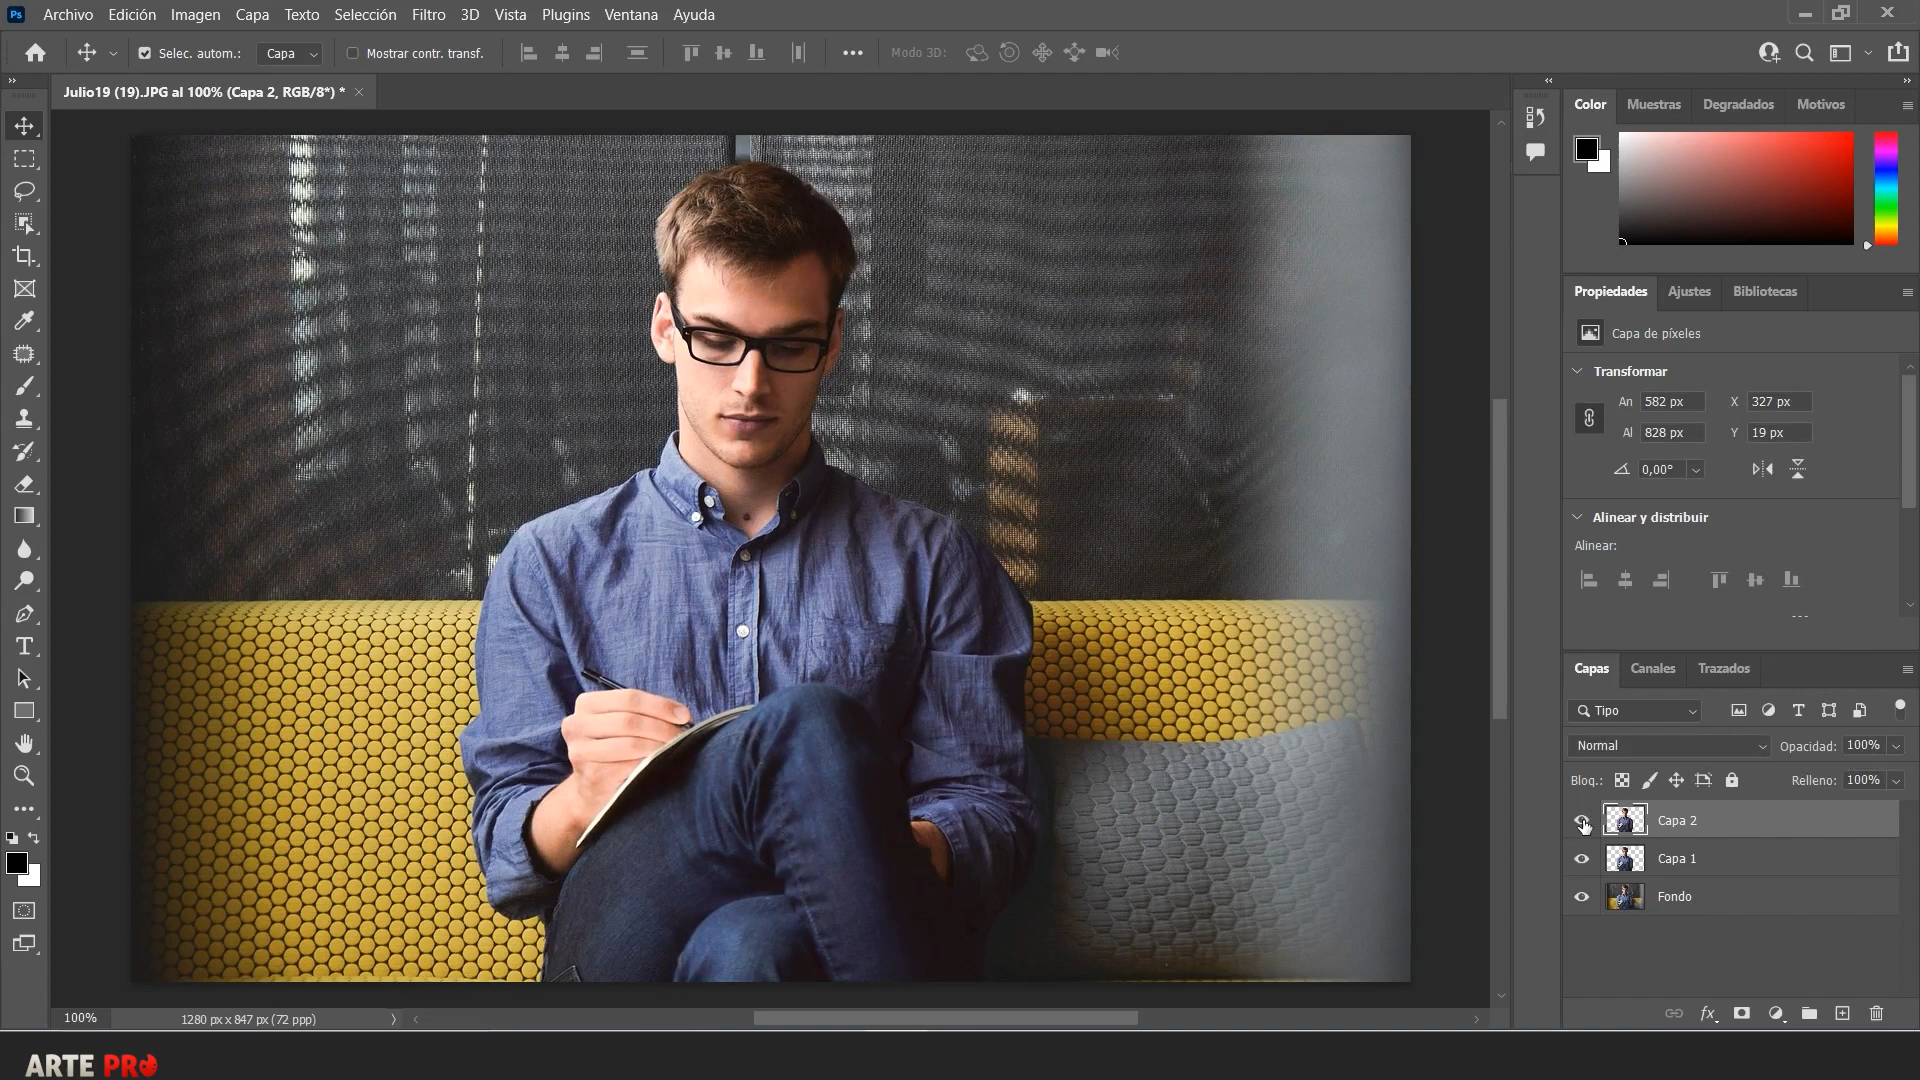 Ps Archivo Edición Imagen Capa Texto Selección Filtro 3D Vista Plugins Ventana Ayuda
Selec. autom.: Capa Mostrar contr. transf. Modo 3D:
Julio19 (19).JPG al 100% (Capa 2, RGB/8*) *
Color Muestras Degradados Motivos
Propiedades Ajustes Bibliotecas
Capa de píxeles
Transformar
An 582 px X 327 px
Al 828 px Y 19 px
0,00°
Alinear y distribuir
Alinear:
Capas Canales Trazados
Tipo
Normal Opacidad: 100%
Bloq.: Relleno: 100%
Capa 2
Capa 1
Fondo
fx
100% 1280 px x 847 px (72 ppp)
ARTE PRO